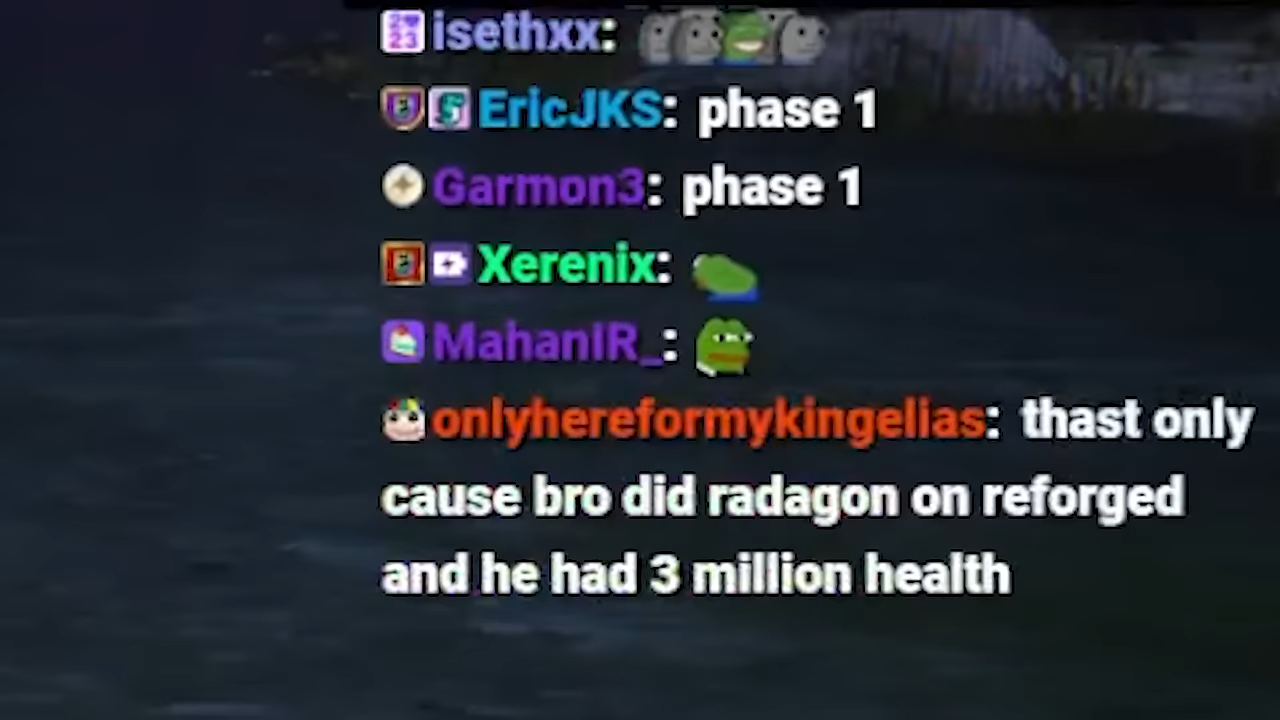 isethxx:
EricJKS: phase 1
Garmon3: phase 1
Xerenix:
MahanIR_:
onlyhereformykingelias: thast only
cause bro did radagon on reforged
and he had 3 million health